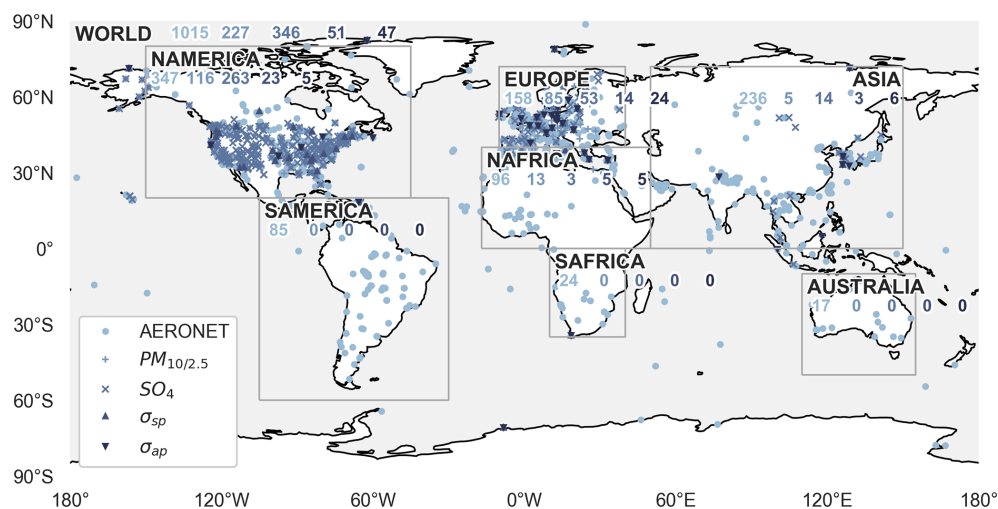 90°N
WORLD 1015 227 346 51 47
NAMERICA
347 116 263 23 5
EUROPE
158 85 53 14 24
ASIA
236 5 14 3 6
60°N
NAFRICA
96 13 3 5 5
30°N
SAMERICA
85 0 0 0 0
0°
SAFRICA
24 0 0 0 0
AUSTRALIA
17 0 0 0 0
30°S
AERONET
PM10/2.5
SO4
σsp
σap
60°S
90°S
180° 120°W 60°W 0°W 60°E 120°E 180°